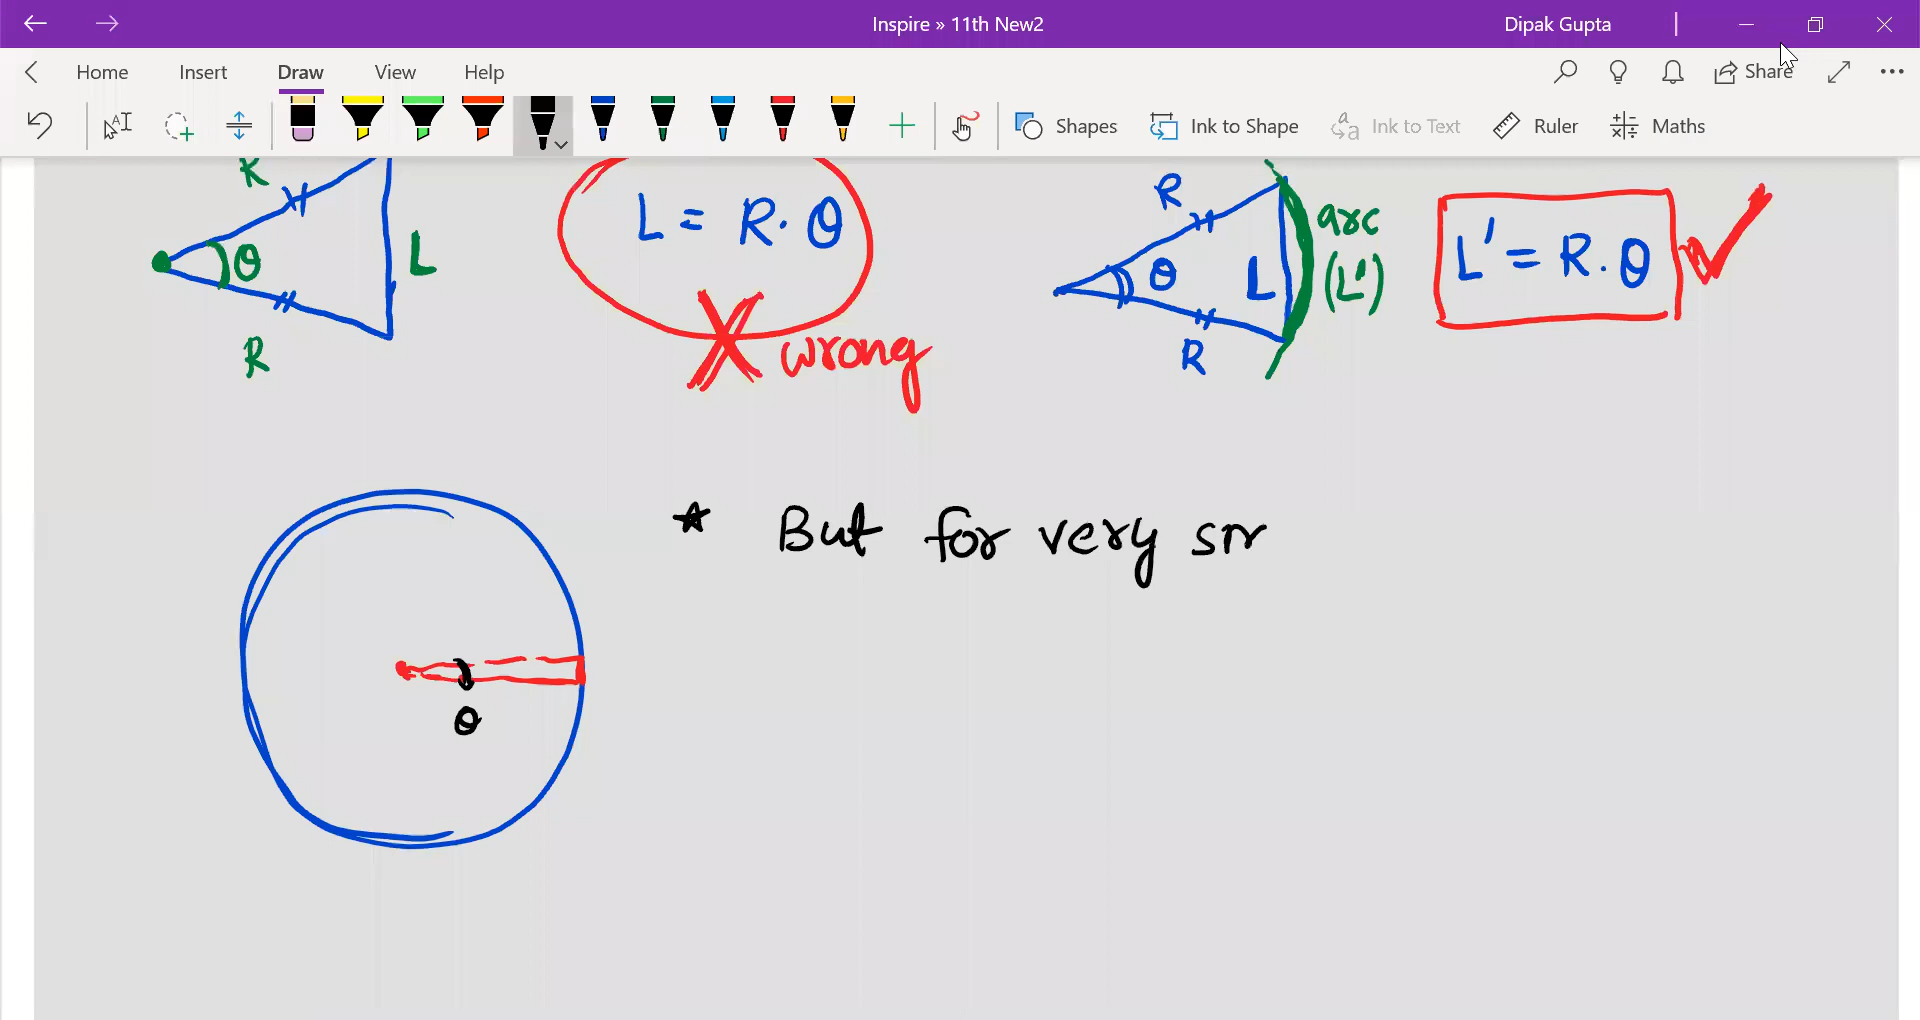 Inspire » 11th New2
Dipak Gupta
Home Insert Draw View Help
Share
Shapes Ink to Shape Ink to Text Ruler Maths
R
θ
L
R
L = R. θ
wrong
R
θ
L
R
arc
(L')
L' = R. θ
* But for very sm
θ